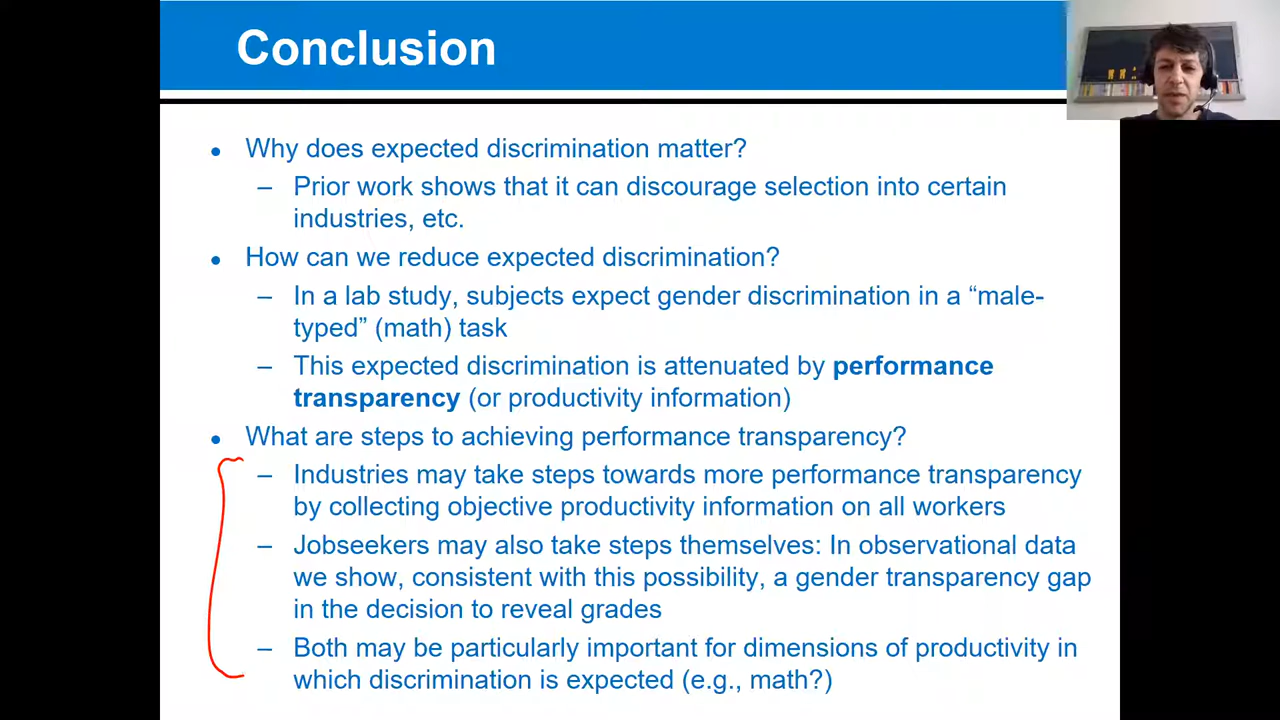 Conclusion
• Why does expected discrimination matter?
– Prior work shows that it can discourage selection into certain
industries, etc.
• How can we reduce expected discrimination?
– In a lab study, subjects expect gender discrimination in a “male-
typed” (math) task
– This expected discrimination is attenuated by performance
transparency (or productivity information)
• What are steps to achieving performance transparency?
– Industries may take steps towards more performance transparency
by collecting objective productivity information on all workers
– Jobseekers may also take steps themselves: In observational data
we show, consistent with this possibility, a gender transparency gap
in the decision to reveal grades
– Both may be particularly important for dimensions of productivity in
which discrimination is expected (e.g., math?)